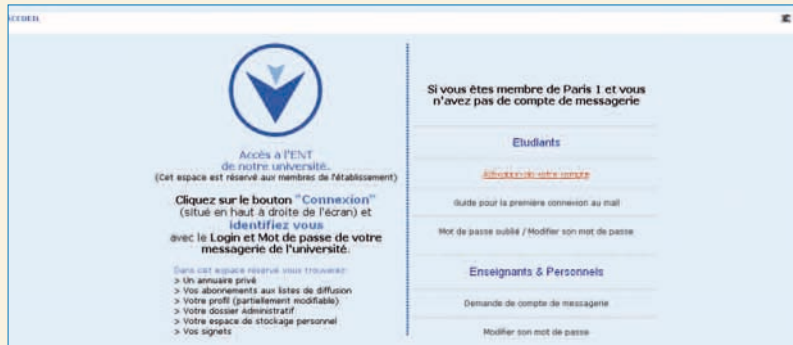 ACCUEIL
Accès à l'ENT
de notre université.
(Cet espace est réservé aux membres de l'établissement)
Cliquez sur le bouton "Connexion"
(situé en haut à droite de l'écran) et
identifiez vous
avec le Login et Mot de passe de votre
messagerie de l'université.
Dans cet espace réservé vous trouverez:
> Un annuaire privé
> Vos abonnements aux listes de diffusion
> Votre profil (partiellement modifiable)
> Votre dossier Administratif
> Votre espace de stockage personnel
> Vos signets
Si vous êtes membre de Paris 1 et vous
n'avez pas de compte de messagerie
Etudiants
Activation de votre compte
Guide pour la première connexion au mail
Mot de passe oublié / Modifier son mot de passe
Enseignants & Personnels
Demande de compte de messagerie
Modifier son mot de passe